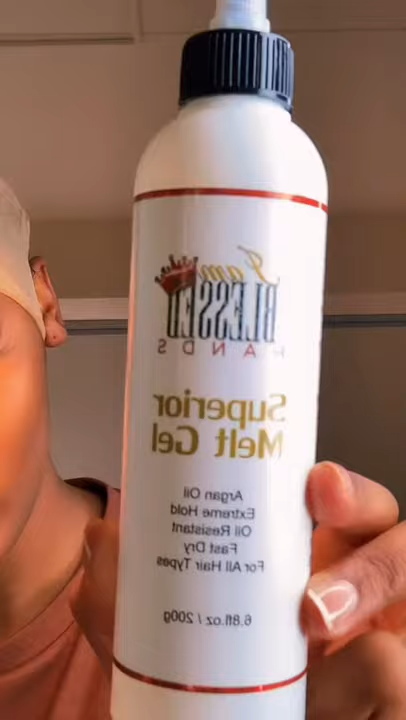 I am
BLESSED
HANDS
Superior
Melt Gel
Argan Oil
Extreme Hold
Oil Resistant
Fast Dry
For All Hair Types
6.8fl.oz / 200g